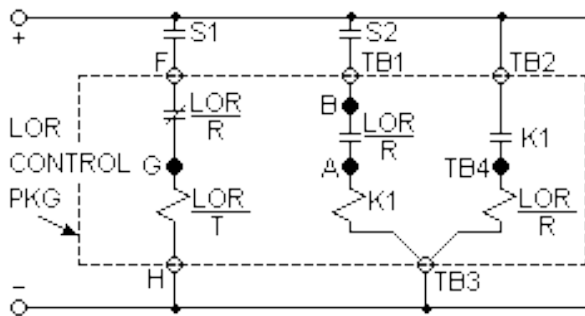 S1
S2
+
F
TB1
TB2
B
LOR
CONTROL
PKG
LOR
R
LOR
R
K1
G
A
TB4
LOR
T
K1
LOR
R
H
TB3
−